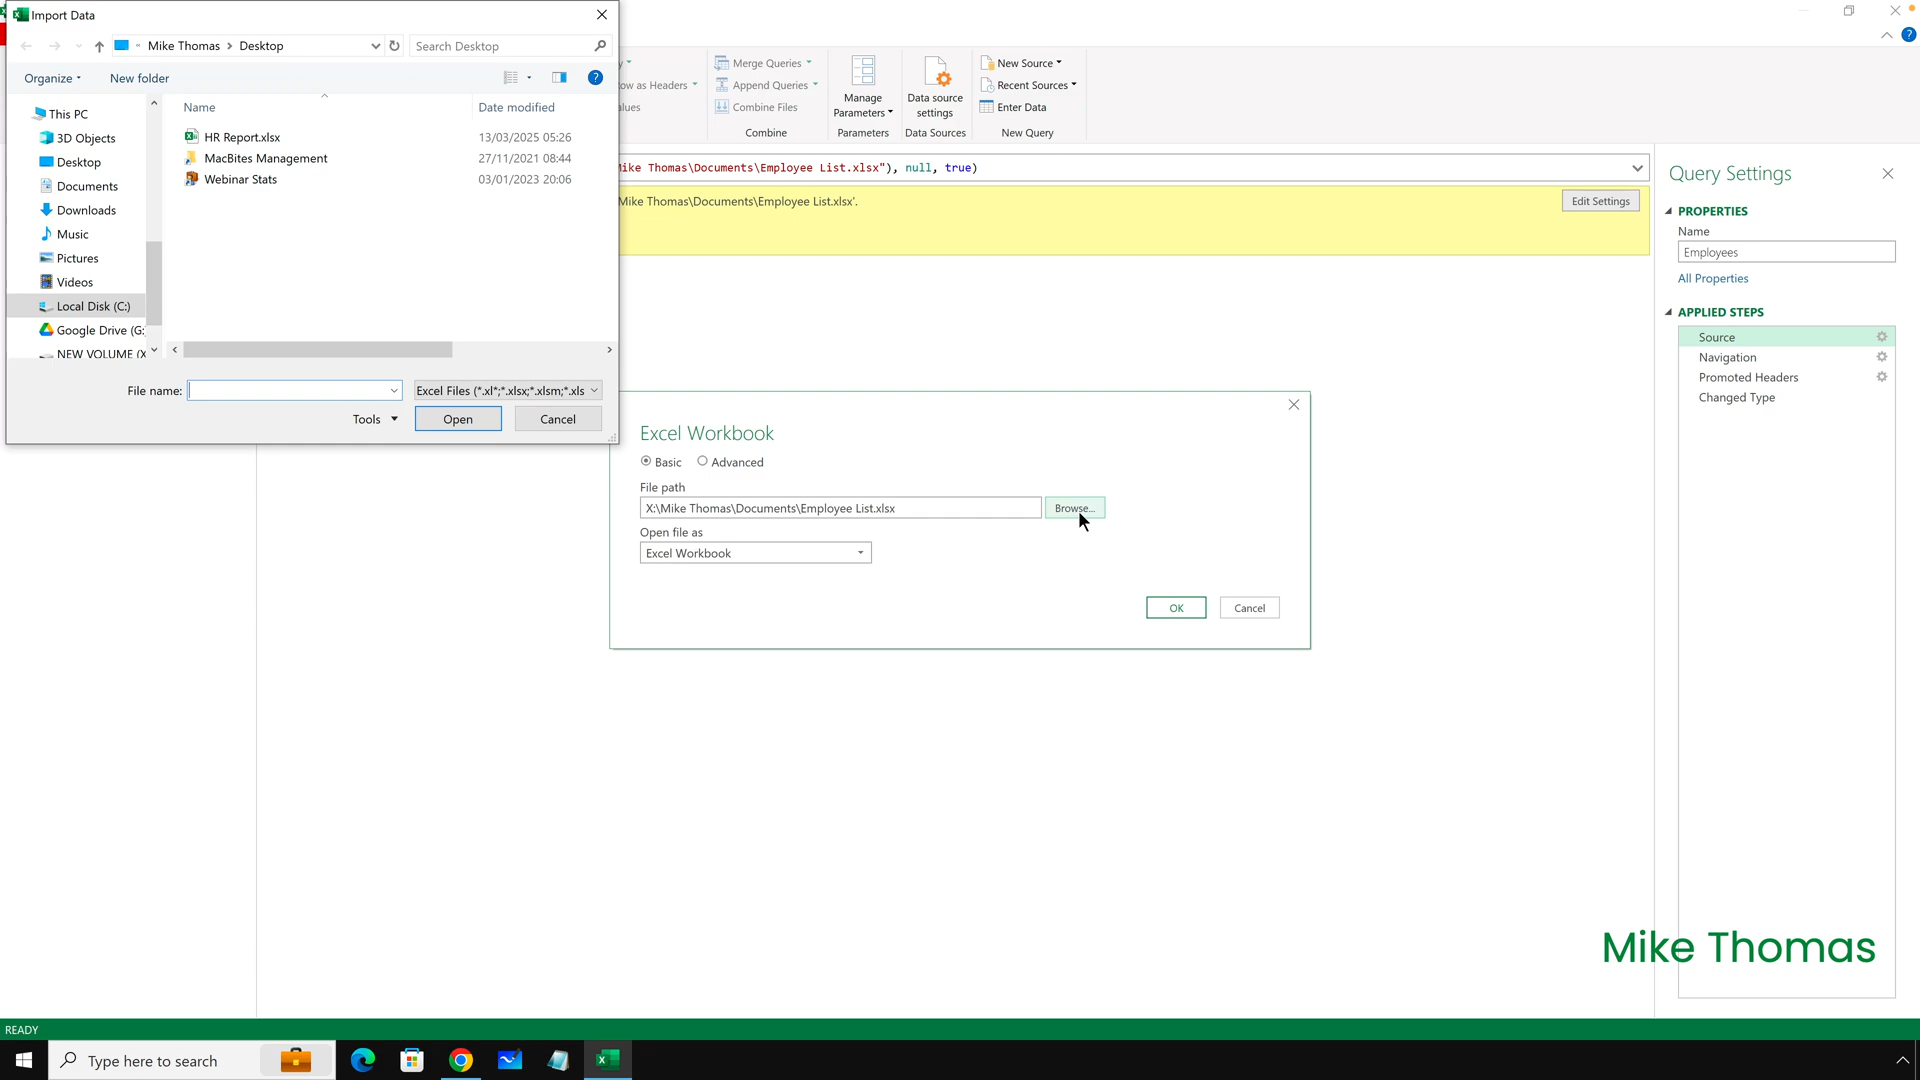 Import Data
Mike Thomas > Desktop
Search Desktop
Organize
New folder
This PC
3D Objects
Desktop
Documents
Downloads
Music
Pictures
Videos
Local Disk (C:)
Google Drive (G:
NEW VOLUME (X
Name
Date modified
HR Report.xlsx
13/03/2025 05:26
MacBites Management
27/11/2021 08:44
Webinar Stats
03/01/2023 20:06
File name:
Excel Files (*.xl*;*.xlsx;*.xlsm;*.xls
Tools
Open
Cancel
ow as Headers
alues
Merge Queries
Append Queries
Combine Files
Combine
Manage
Parameters
Parameters
Data source
settings
Data Sources
New Source
Recent Sources
Enter Data
New Query
Mike Thomas\Documents\Employee List.xlsx"), null, true)
Mike Thomas\Documents\Employee List.xlsx'.
Edit Settings
Excel Workbook
Basic
Advanced
File path
X:\Mike Thomas\Documents\Employee List.xlsx
Browse...
Open file as
Excel Workbook
OK
Cancel
Query Settings
PROPERTIES
Name
Employees
All Properties
APPLIED STEPS
Source
Navigation
Promoted Headers
Changed Type
Mike Thomas
READY
Type here to search